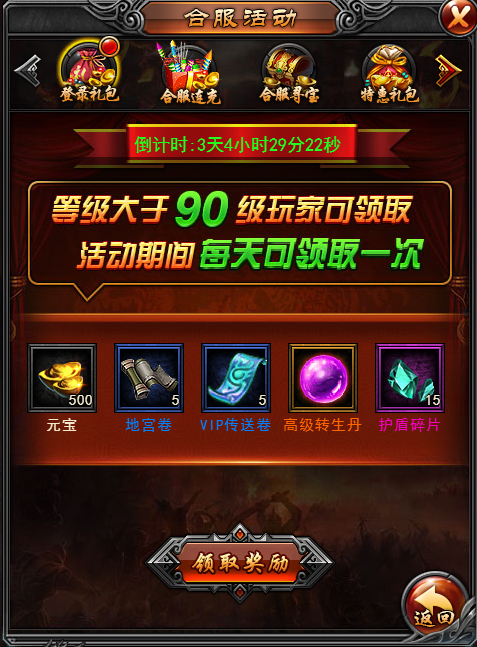 合服活动
登录礼包 合服连充 合服寻宝 特惠礼包
倒计时:3天4小时29分22秒
等级大于90级玩家可领取
活动期间每天可领取一次
500 5 5 15
元宝 地宫卷 VIP传送卷 高级转生丹 护盾碎片
领取奖励
返回